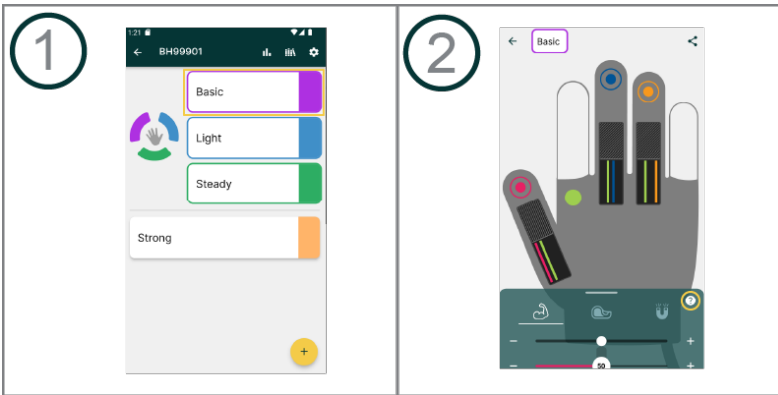 1
1:21
BH99901
Basic
Light
Steady
Strong
+
2
Basic
?
- +
50
- +